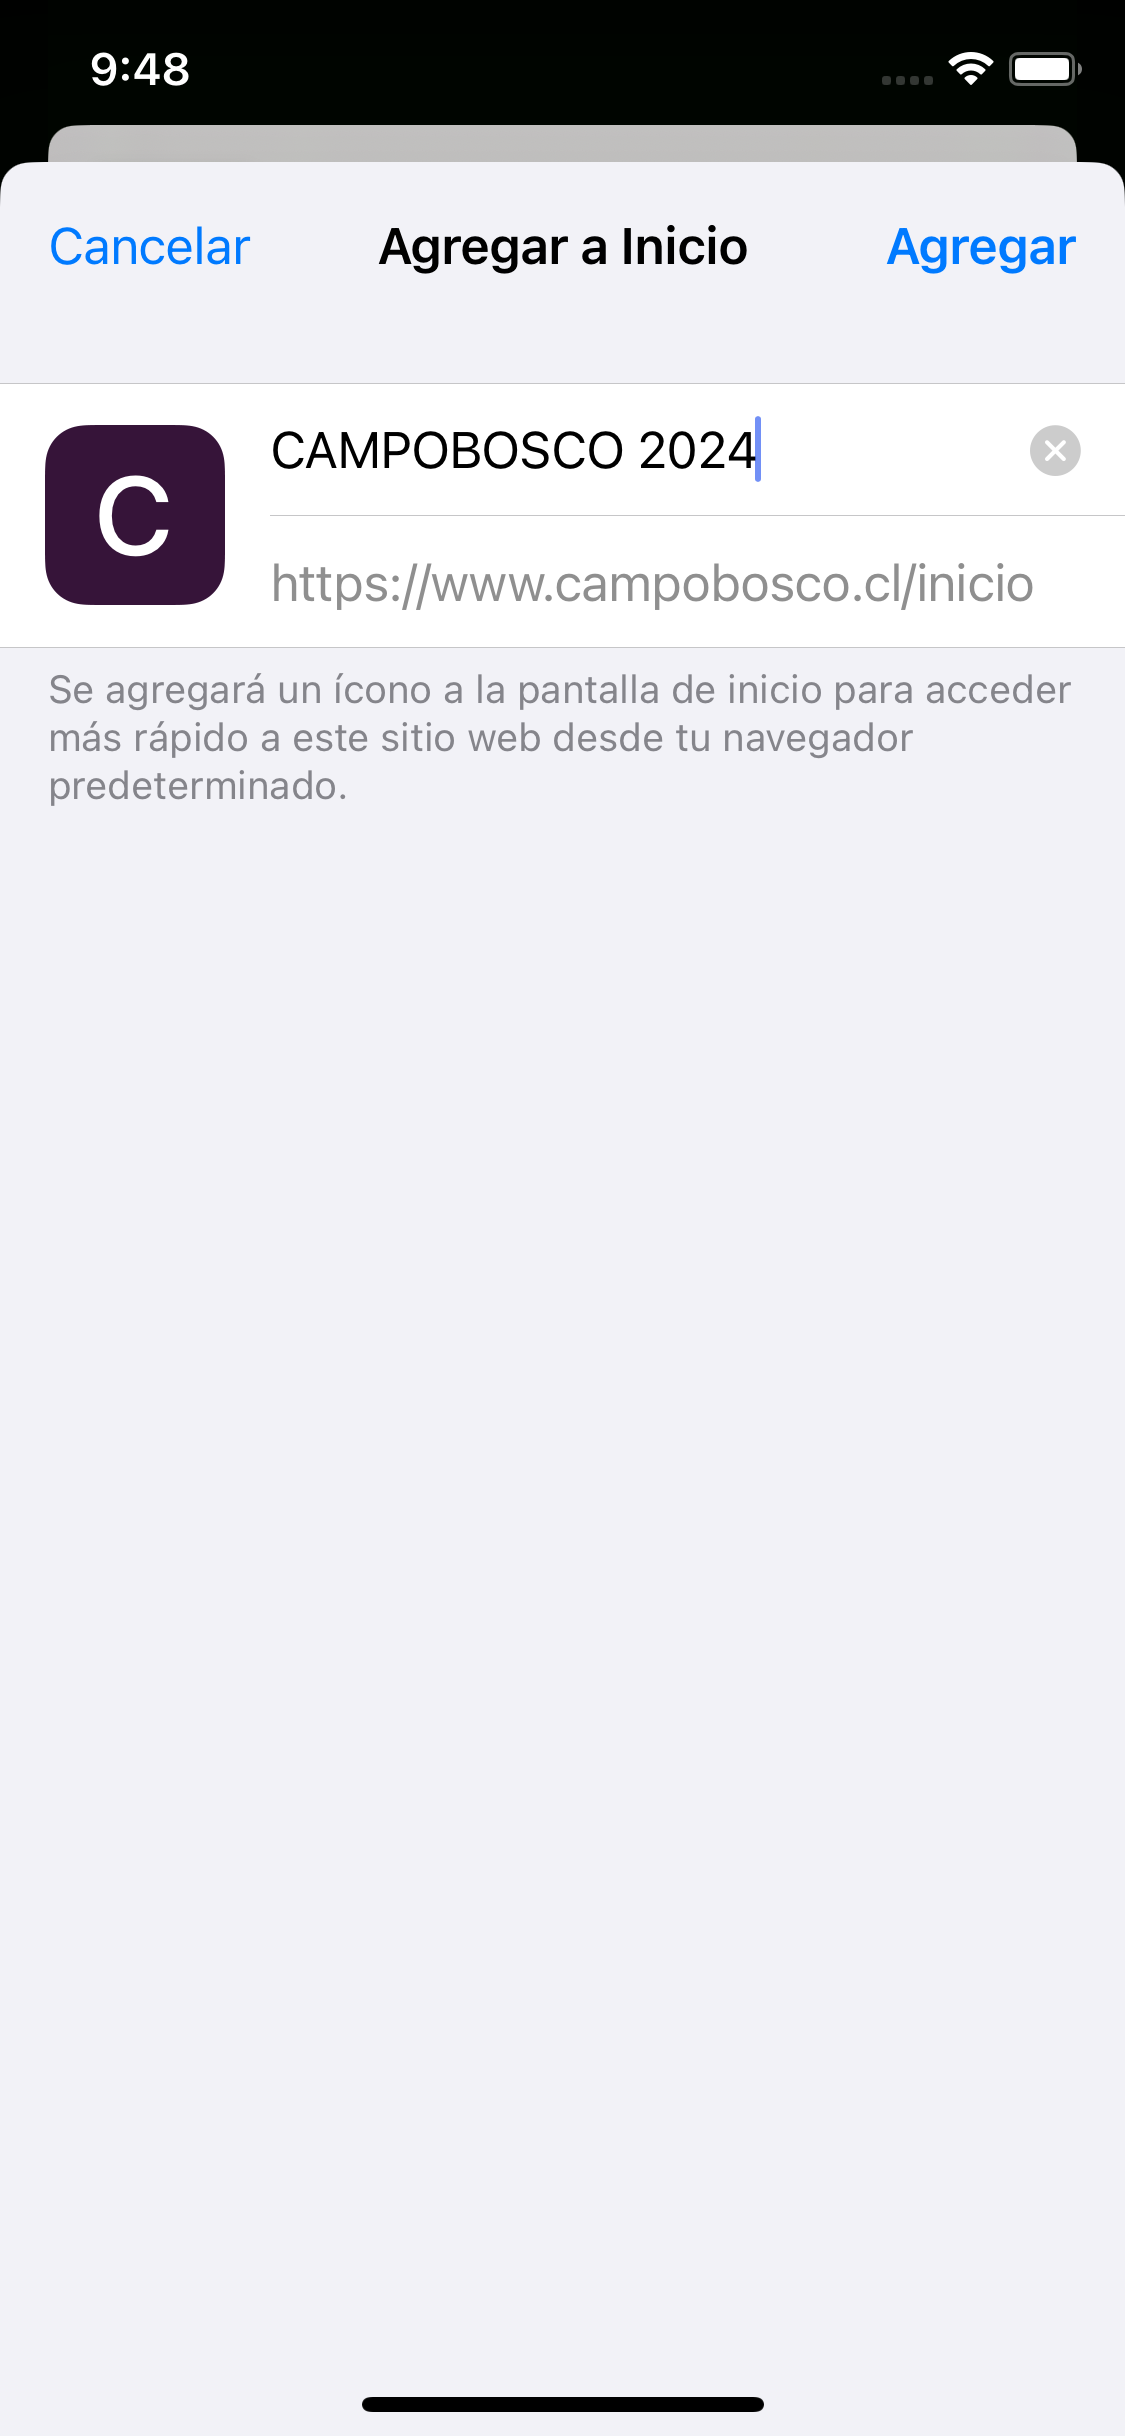 9:48
Cancelar Agregar a Inicio Agregar
CAMPOBOSCO 2024
C
https://www.campobosco.cl/inicio
Se agregará un ícono a la pantalla de inicio para acceder
más rápido a este sitio web desde tu navegador
predeterminado.